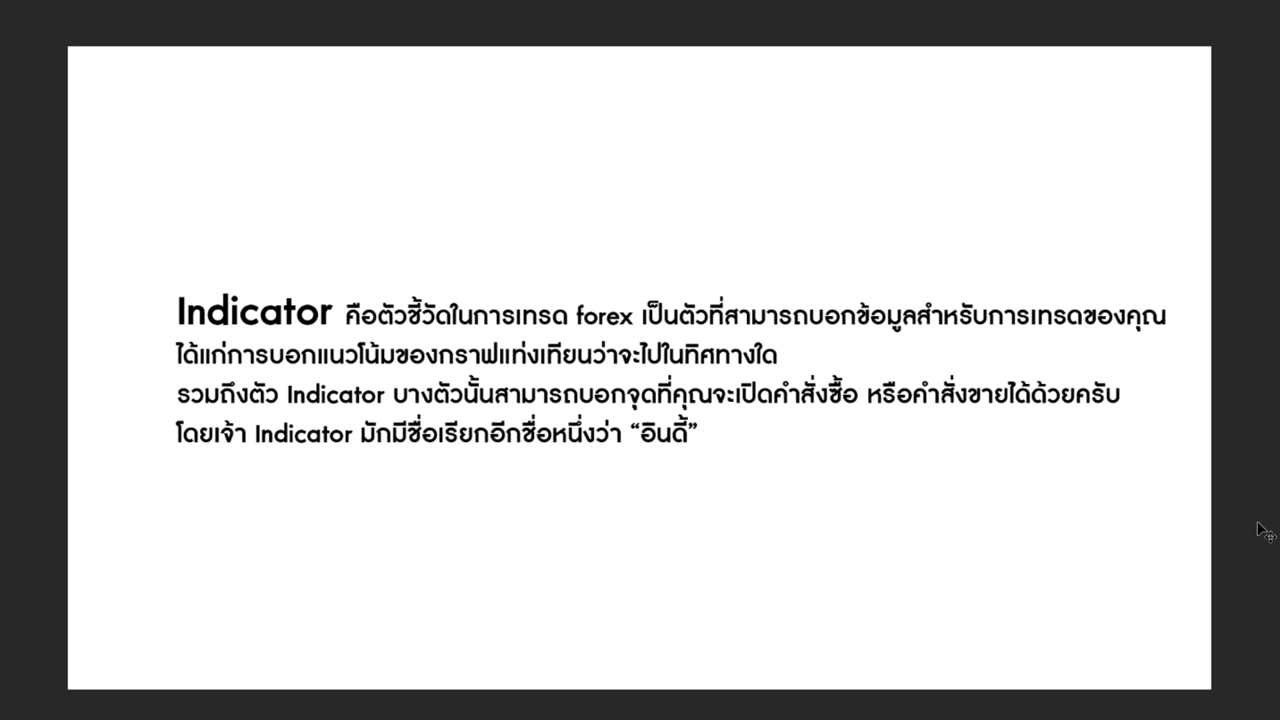 Indicator คือตัวชี้วัดในการเทรด forex เป็นตัวที่สามารถบอกข้อมูลสำหรับการเทรดของคุณ
ได้แก่การบอกแนวโน้มของกราฟแท่งเทียนว่าจะไปในทิศทางใด
รวมถึงตัว Indicator บางตัวนั้นสามารถบอกจุดที่คุณจะเปิดคำสั่งซื้อ หรือคำสั่งขายได้ด้วยครับ
โดยเจ้า Indicator มักมีชื่อเรียกอีกชื่อหนึ่งว่า “อินดี้”